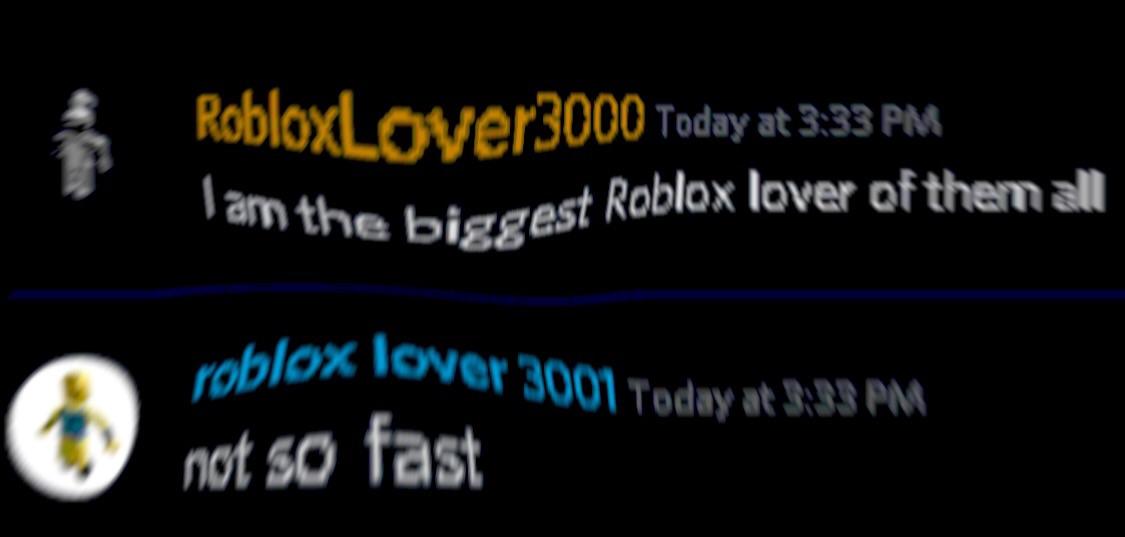 RobloxLover3000 Today at 3:33 PM
I am the biggest Roblox lover of them all
roblox lover 3001 Today at 3:33 PM
not so fast